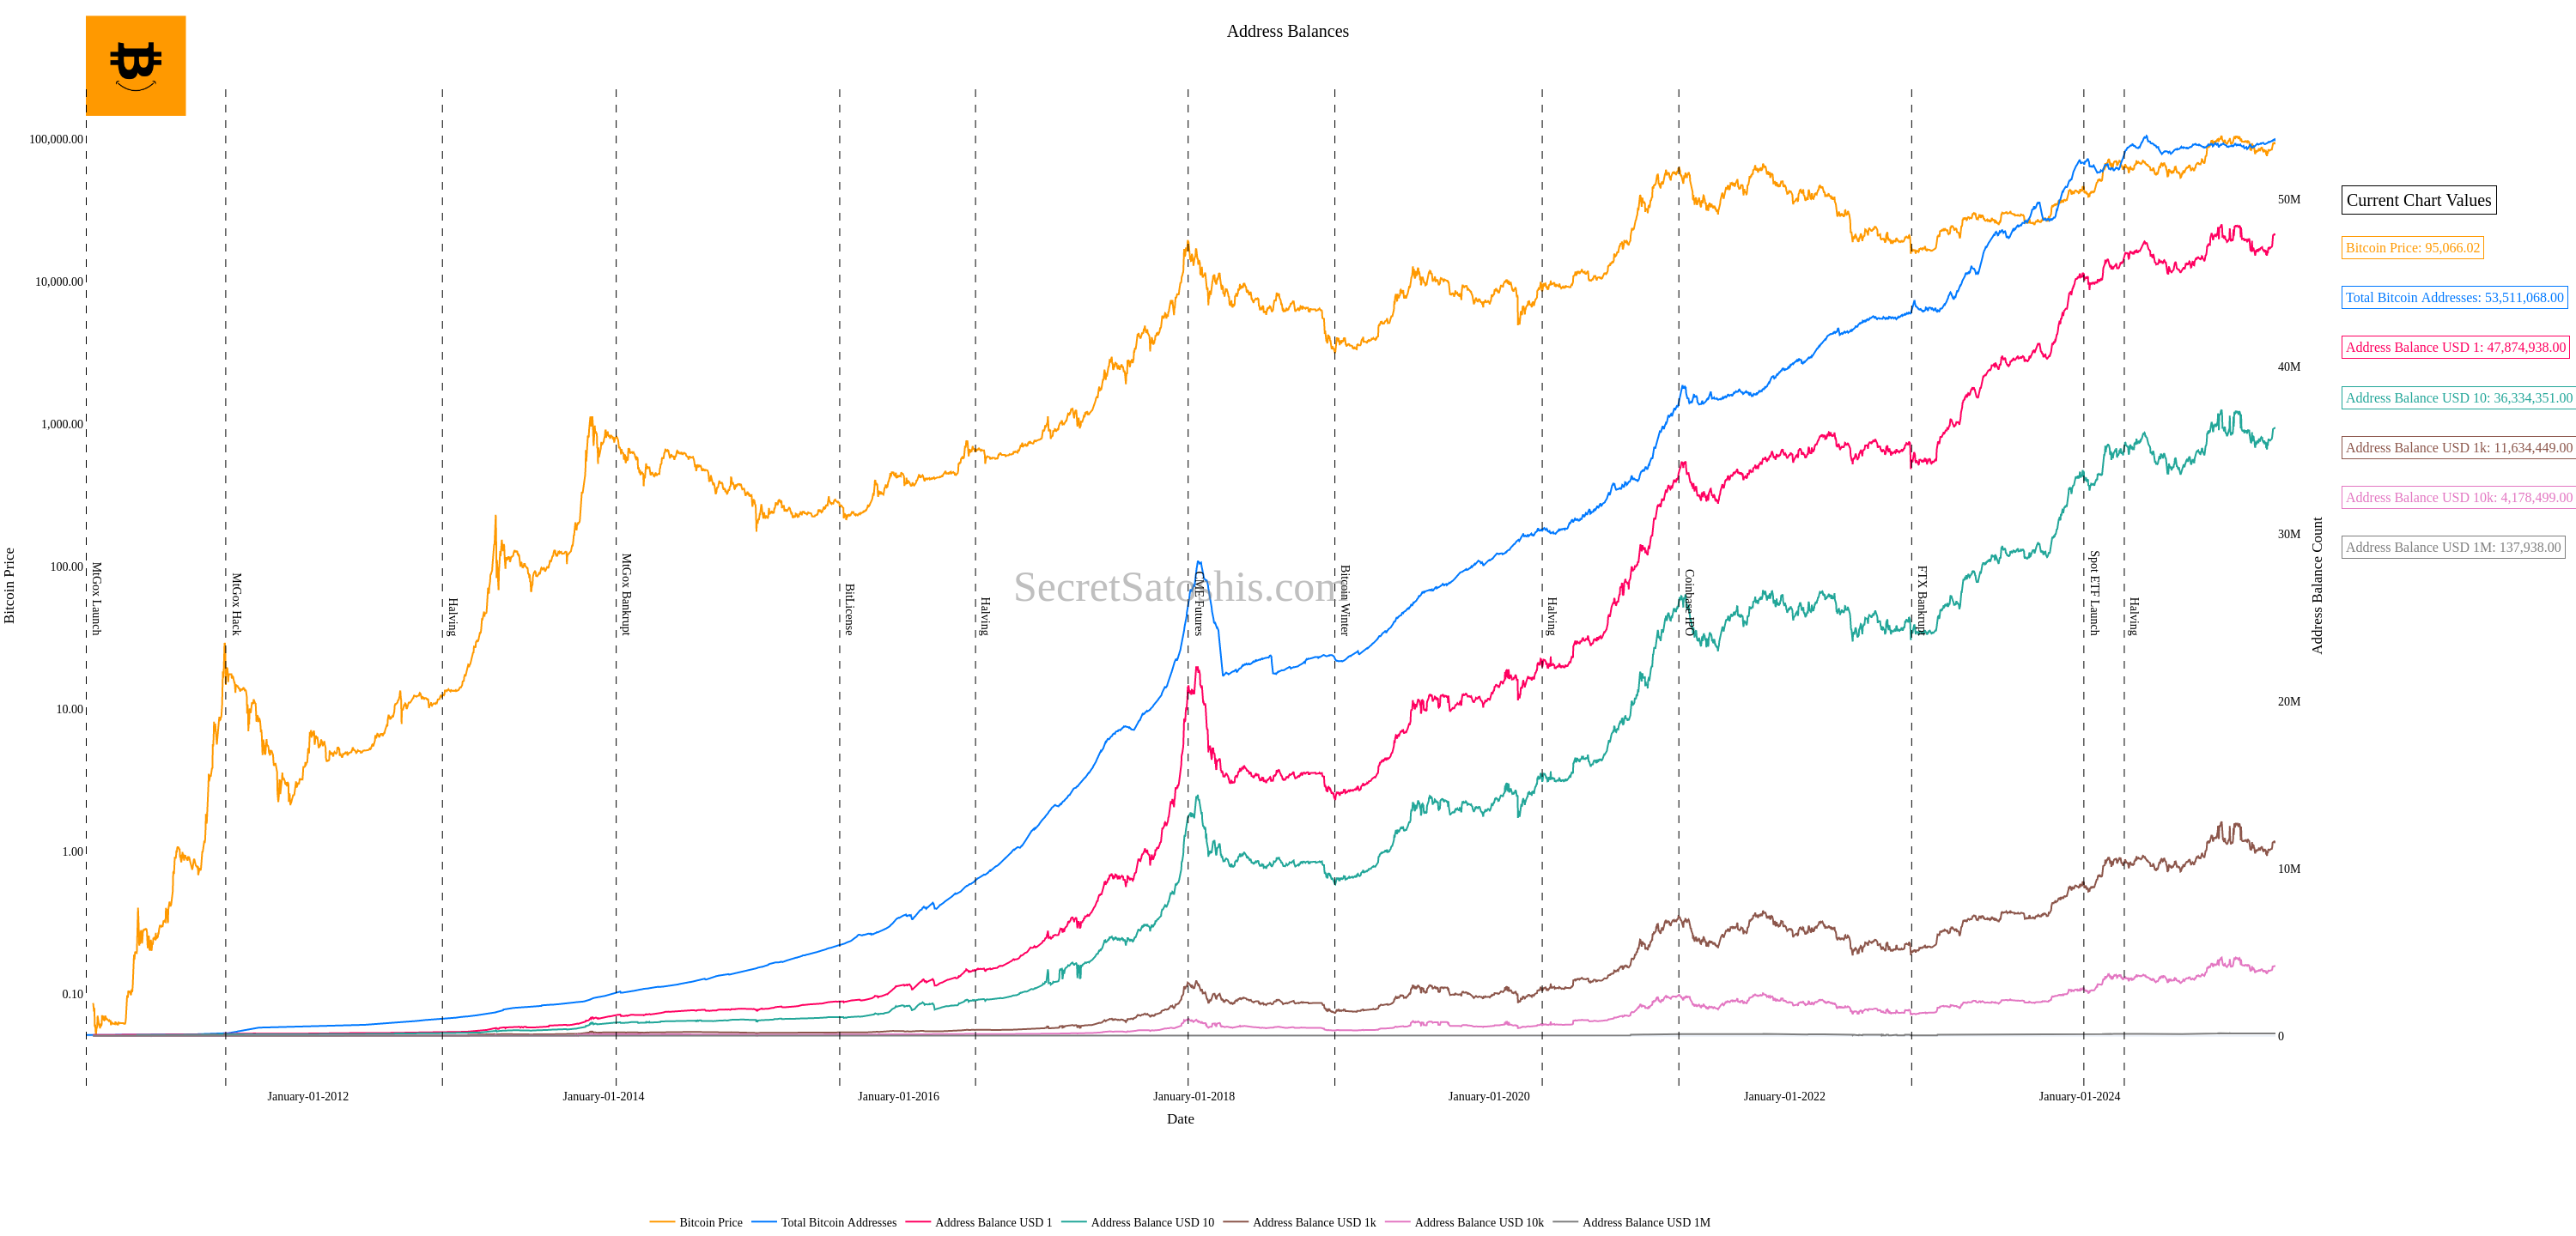 Address Balances
100,000.00
10,000.00
1,000.00
100.00
10.00
1.00
0.10
Bitcoin Price
MtGox Launch
MtGox Hack
Halving
MtGox Bankrupt
BitLicense
Halving
CME Futures
Bitcoin Winter
Halving
Coinbase IPO
FTX Bankrupt
Spot ETF Launch
Halving
SecretSatoshis.com
50M
40M
30M
20M
10M
0
Address Balance Count
Current Chart Values
Bitcoin Price: 95,066.02
Total Bitcoin Addresses: 53,511,068.00
Address Balance USD 1: 47,874,938.00
Address Balance USD 10: 36,334,351.00
Address Balance USD 1k: 11,634,449.00
Address Balance USD 10k: 4,178,499.00
Address Balance USD 1M: 137,938.00
January-01-2012
January-01-2014
January-01-2016
January-01-2018
January-01-2020
January-01-2022
January-01-2024
Date
Bitcoin Price
Total Bitcoin Addresses
Address Balance USD 1
Address Balance USD 10
Address Balance USD 1k
Address Balance USD 10k
Address Balance USD 1M